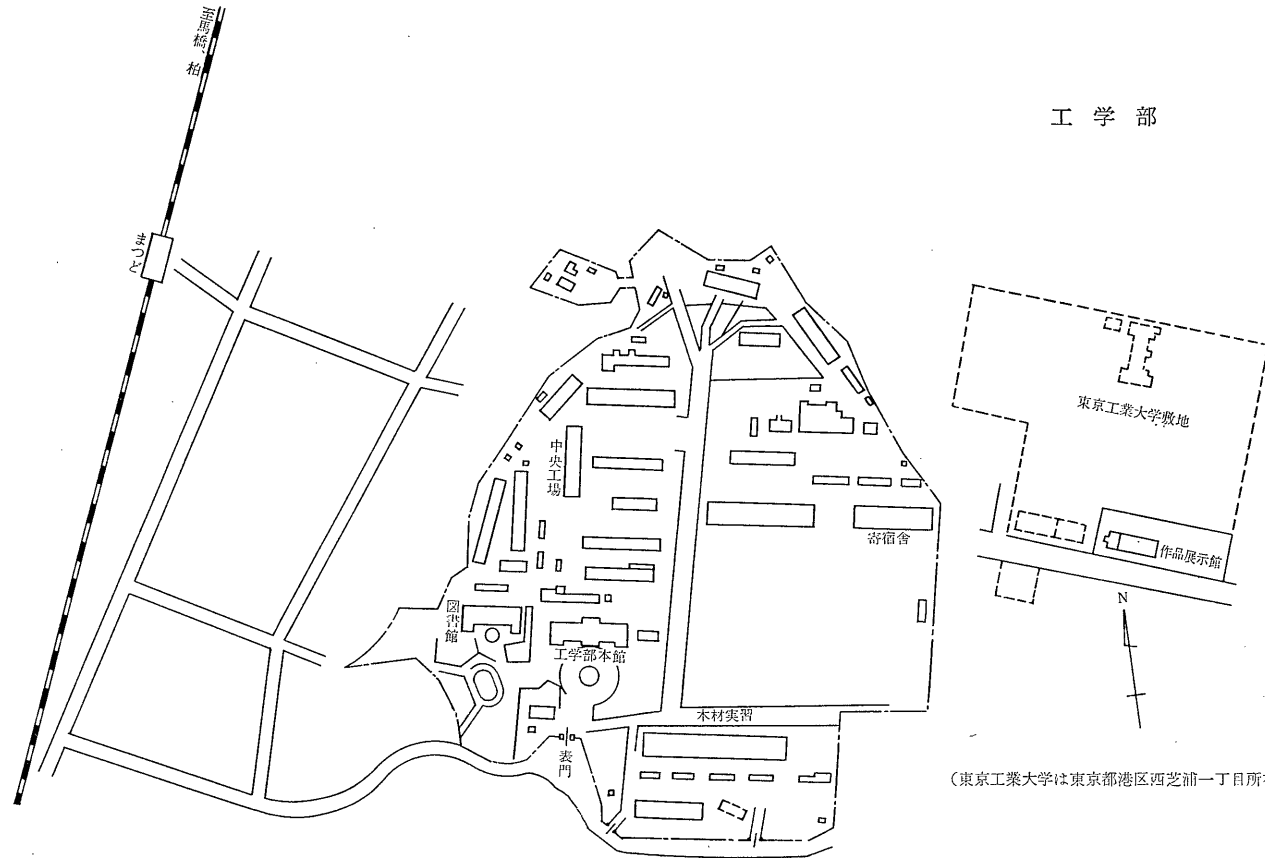 工学部
至馬橋、柏
まつど
中央工場
寄宿舎
図書館
工学部本館
木材実習
表門
東京工業大学敷地
作品展示館
N
(東京工業大学は東京都港区西芝浦一丁目所